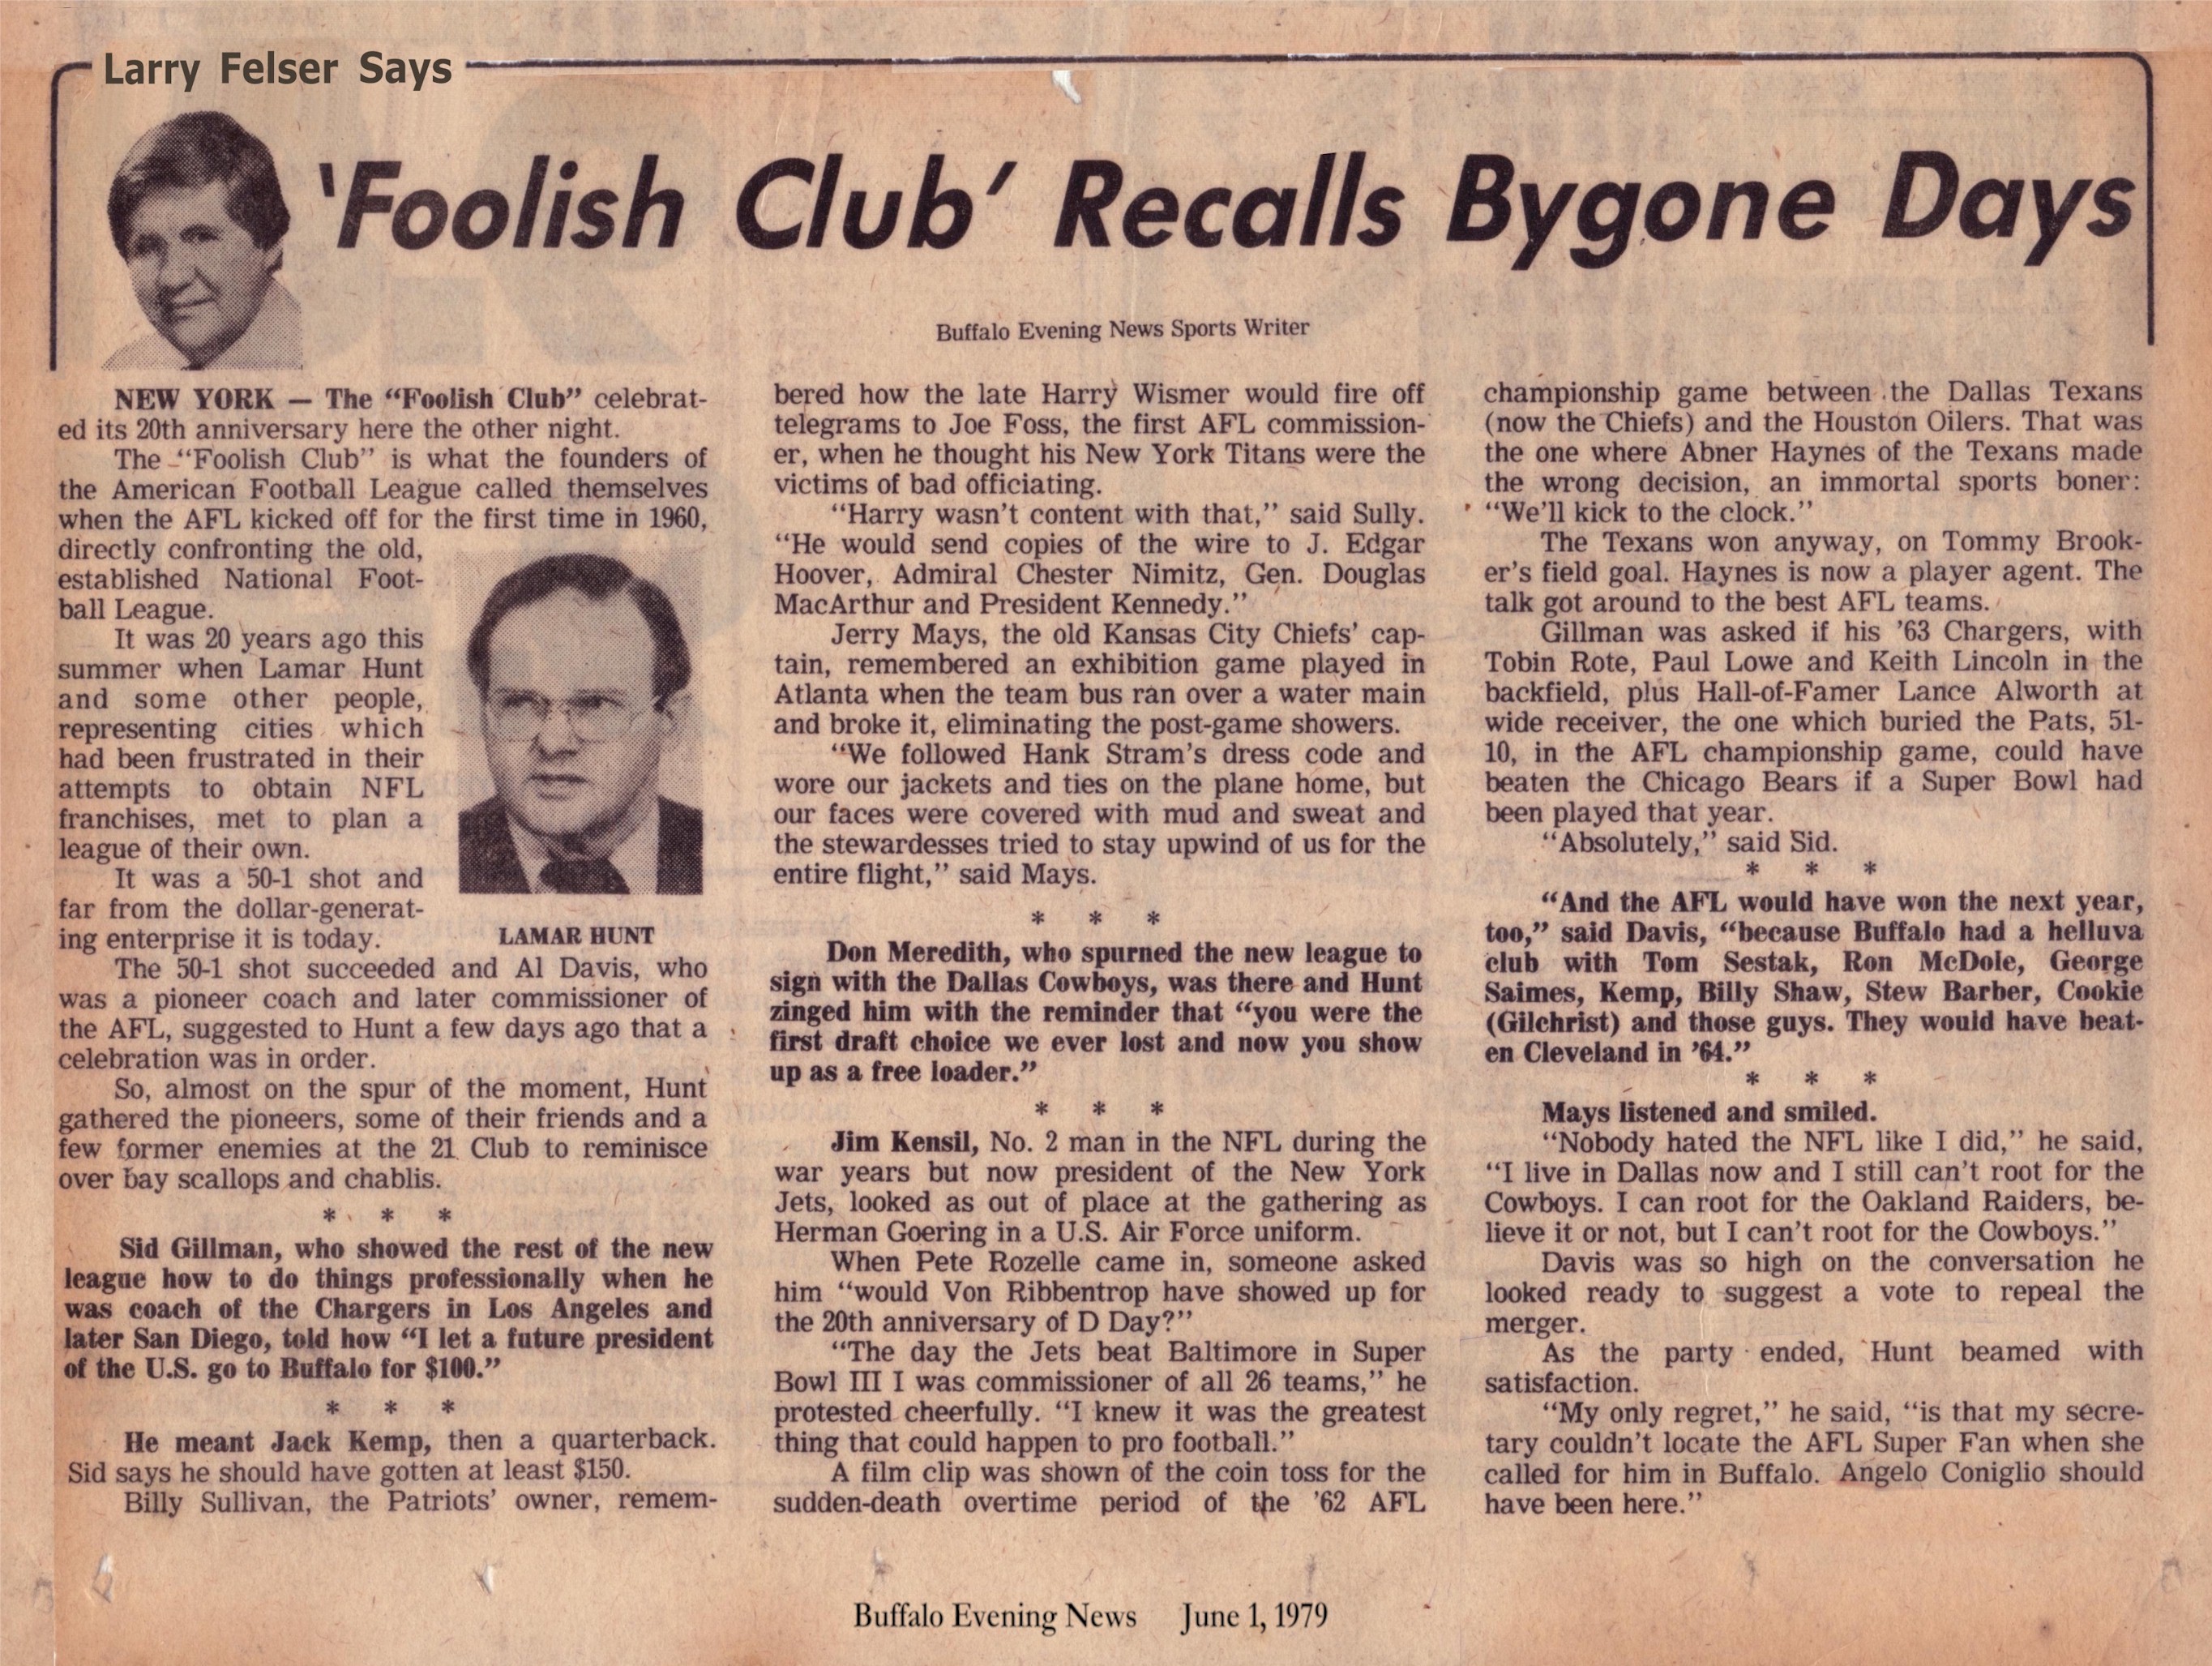 Larry Felser Says
'Foolish Club' Recalls Bygone Days
Buffalo Evening News Sports Writer
NEW YORK — The “Foolish Club” celebrat-
ed its 20th anniversary here the other night.
The “Foolish Club” is what the founders of
the American Football League called themselves
when the AFL kicked off for the first time in 1960,
directly confronting the old,
established National Foot-
ball League.
It was 20 years ago this
summer when Lamar Hunt
and some other people,
representing cities which
had been frustrated in their
attempts to obtain NFL
franchises, met to plan a
league of their own.
It was a 50-1 shot and
far from the dollar-generat-
ing enterprise it is today.
LAMAR HUNT
The 50-1 shot succeeded and Al Davis, who
was a pioneer coach and later commissioner of
the AFL, suggested to Hunt a few days ago that a
celebration was in order.
So, almost on the spur of the moment, Hunt
gathered the pioneers, some of their friends and a
few former enemies at the 21 Club to reminisce
over bay scallops and chablis.
* * *
Sid Gillman, who showed the rest of the new
league how to do things professionally when he
was coach of the Chargers in Los Angeles and
later San Diego, told how “I let a future president
of the U.S. go to Buffalo for $100.”
* * *
He meant Jack Kemp, then a quarterback.
Sid says he should have gotten at least $150.
Billy Sullivan, the Patriots’ owner, remem-
bered how the late Harry Wismer would fire off
telegrams to Joe Foss, the first AFL commission-
er, when he thought his New York Titans were the
victims of bad officiating.
“Harry wasn’t content with that,” said Sully.
“He would send copies of the wire to J. Edgar
Hoover, Admiral Chester Nimitz, Gen. Douglas
MacArthur and President Kennedy.”
Jerry Mays, the old Kansas City Chiefs’ cap-
tain, remembered an exhibition game played in
Atlanta when the team bus ran over a water main
and broke it, eliminating the post-game showers.
“We followed Hank Stram’s dress code and
wore our jackets and ties on the plane home, but
our faces were covered with mud and sweat and
the stewardesses tried to stay upwind of us for the
entire flight,” said Mays.
* * *
Don Meredith, who spurned the new league to
sign with the Dallas Cowboys, was there and Hunt
zinged him with the reminder that “you were the
first draft choice we ever lost and now you show
up as a free loader.”
* * *
Jim Kensil, No. 2 man in the NFL during the
war years but now president of the New York
Jets, looked as out of place at the gathering as
Herman Goering in a U.S. Air Force uniform.
When Pete Rozelle came in, someone asked
him “would Von Ribbentrop have showed up for
the 20th anniversary of D Day?”
“The day the Jets beat Baltimore in Super
Bowl III I was commissioner of all 26 teams,” he
protested cheerfully. “I knew it was the greatest
thing that could happen to pro football.”
A film clip was shown of the coin toss for the
sudden-death overtime period of the ’62 AFL
championship game between the Dallas Texans
(now the Chiefs) and the Houston Oilers. That was
the one where Abner Haynes of the Texans made
the wrong decision, an immortal sports boner:
“We’ll kick to the clock.”
The Texans won anyway, on Tommy Brook-
er’s field goal. Haynes is now a player agent. The
talk got around to the best AFL teams.
Gillman was asked if his ’63 Chargers, with
Tobin Rote, Paul Lowe and Keith Lincoln in the
backfield, plus Hall-of-Famer Lance Alworth at
wide receiver, the one which buried the Pats, 51-
10, in the AFL championship game, could have
beaten the Chicago Bears if a Super Bowl had
been played that year.
“Absolutely,” said Sid.
* * *
“And the AFL would have won the next year,
too,” said Davis, “because Buffalo had a helluva
club with Tom Sestak, Ron McDole, George
Saimes, Kemp, Billy Shaw, Stew Barber, Cookie
(Gilchrist) and those guys. They would have beat-
en Cleveland in ’64.”
* * *
Mays listened and smiled.
“Nobody hated the NFL like I did,” he said,
“I live in Dallas now and I still can’t root for the
Cowboys. I can root for the Oakland Raiders, be-
lieve it or not, but I can’t root for the Cowboys.”
Davis was so high on the conversation he
looked ready to suggest a vote to repeal the
merger.
As the party ended, Hunt beamed with
satisfaction.
“My only regret,” he said, “is that my secre-
tary couldn’t locate the AFL Super Fan when she
called for him in Buffalo. Angelo Coniglio should
have been here.”
Buffalo Evening News June 1, 1979